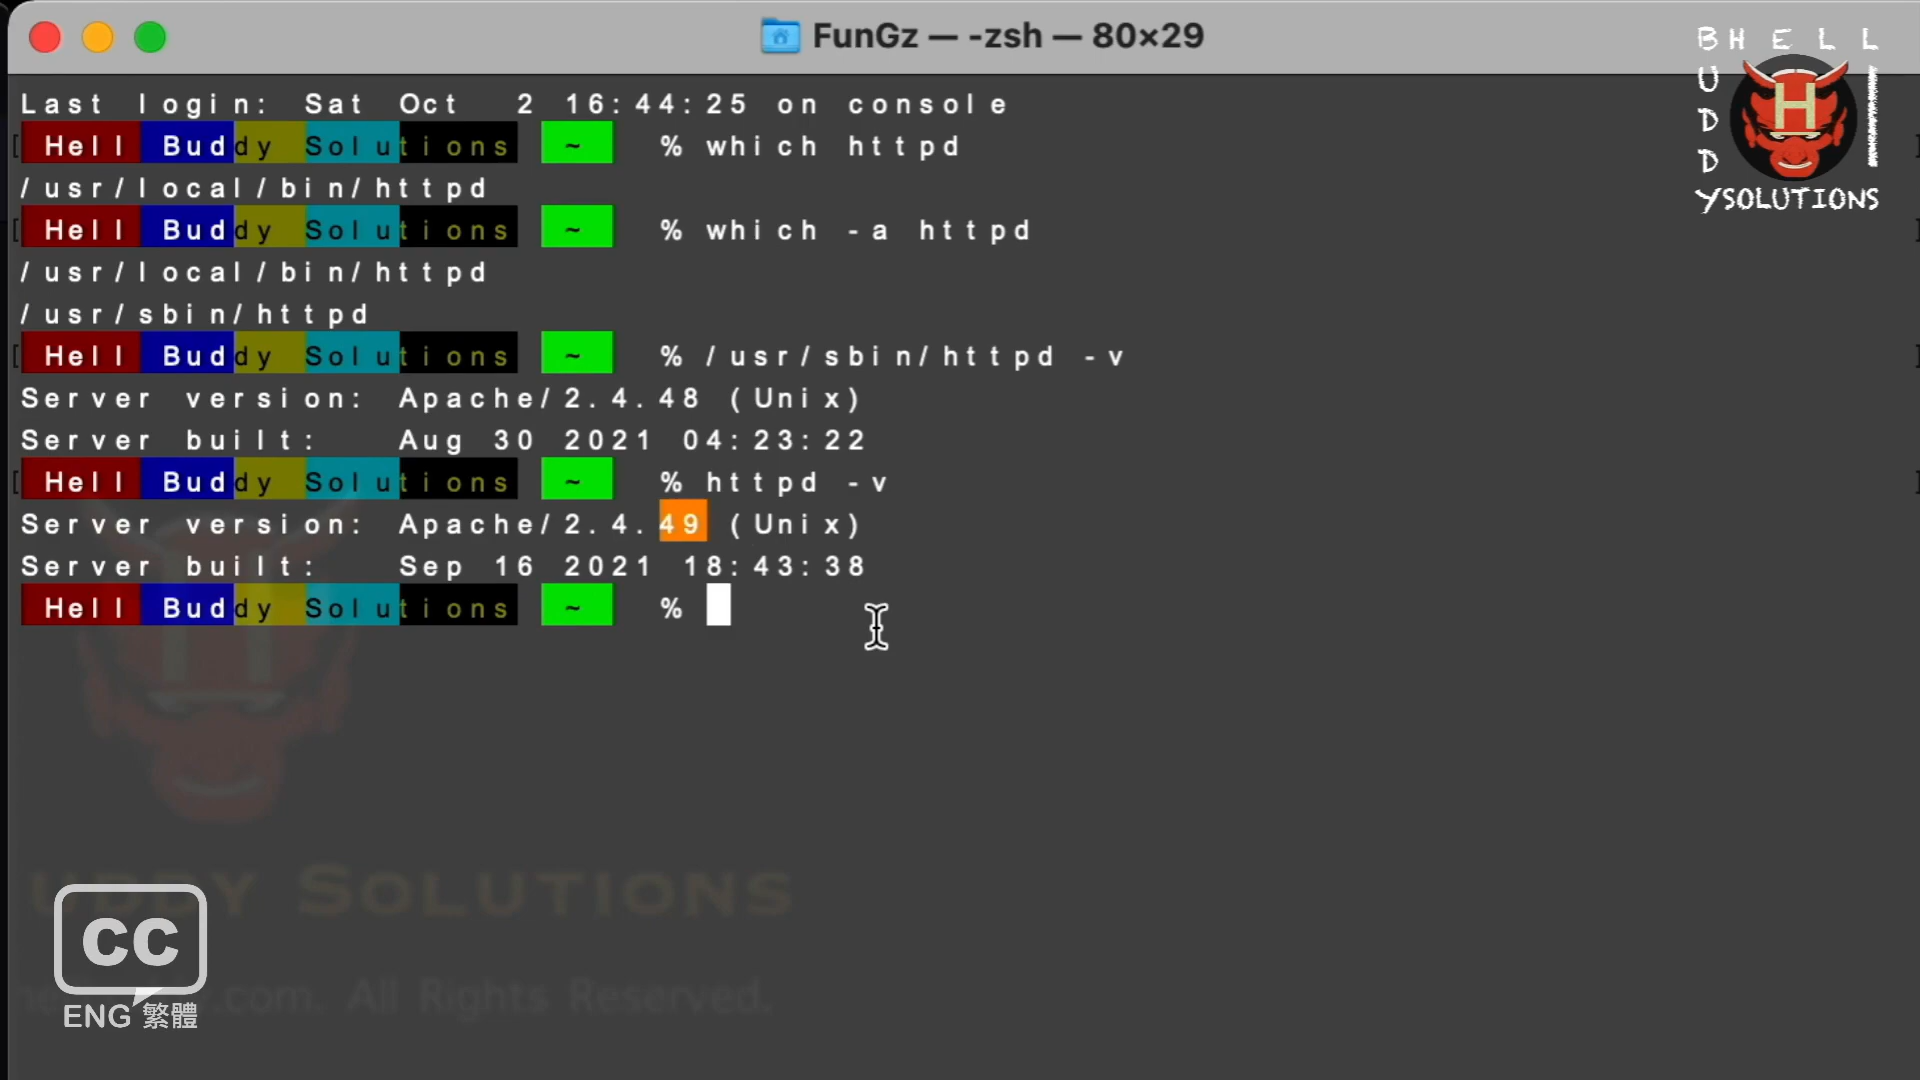 FunGz — -zsh — 80×29
Last login: Sat Oct  2 16:44:25 on console
Hell Buddy Solutions ~ % which httpd
/usr/local/bin/httpd
Hell Buddy Solutions ~ % which -a httpd
/usr/local/bin/httpd
/usr/sbin/httpd
Hell Buddy Solutions ~ % /usr/sbin/httpd -v
Server version: Apache/2.4.48 (Unix)
Server built:   Aug 30 2021 04:23:22
Hell Buddy Solutions ~ % httpd -v
Server version: Apache/2.4.49 (Unix)
Server built:   Sep 16 2021 18:43:38
Hell Buddy Solutions ~ %
BHELL
BUDDYSOLUTIONS
H
UDDY SOLUTIONS
.com. All Rights Reserved.
CC
ENG 繁體